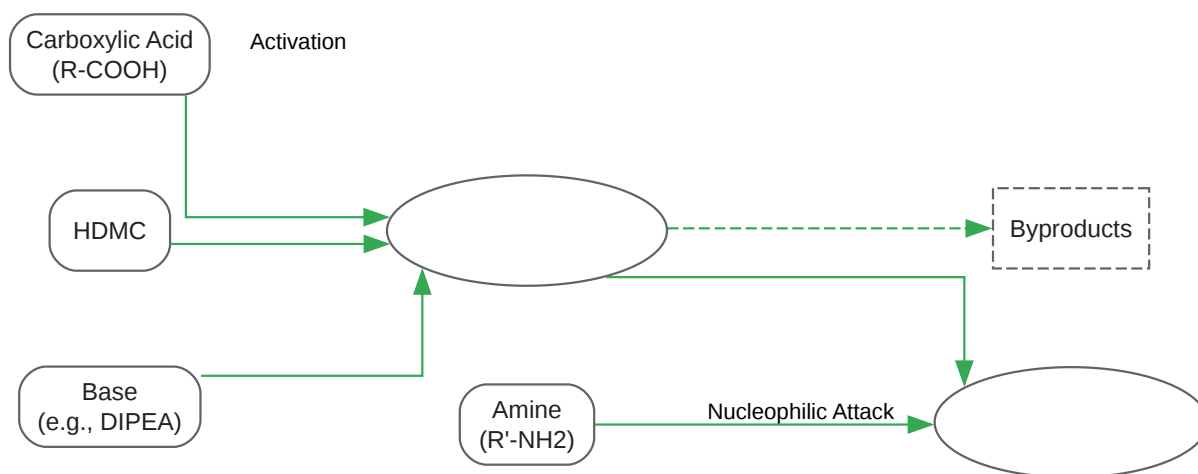 Carboxylic Acid
(R-COOH)
Activation
HDMC
Byproducts
Base
(e.g., DIPEA)
Amine
(R'-NH2)
Nucleophilic Attack